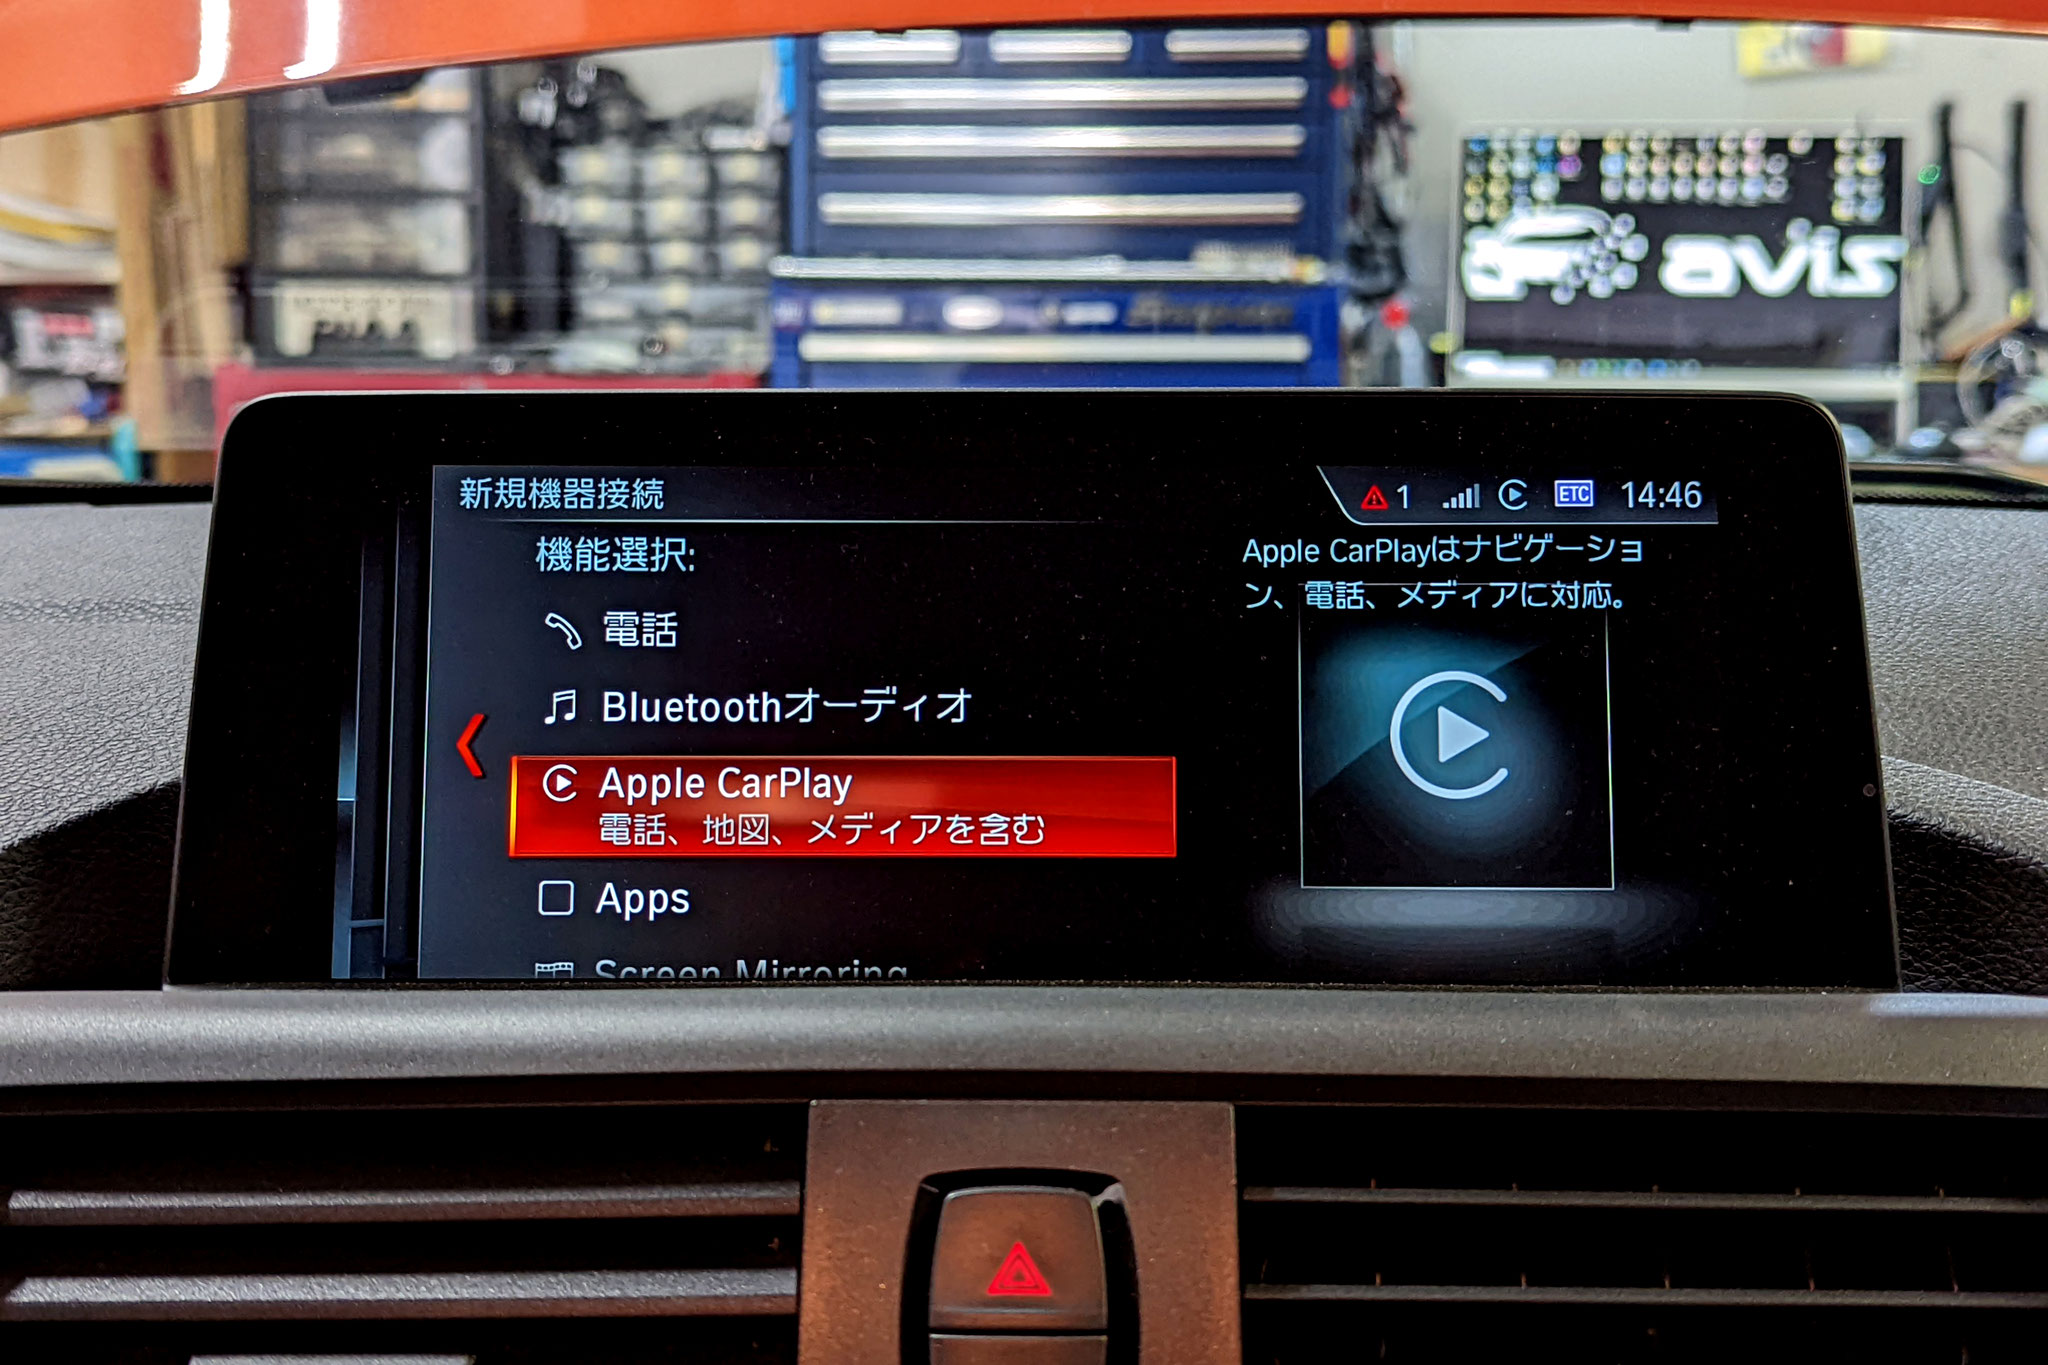 PIAA
Snap-on
avis
新規機器接続
1
ETC
14:46
機能選択:
電話
Bluetoothオーディオ
Apple CarPlay
電話、地図、メディアを含む
Apps
Screen Mirroring
Apple CarPlayはナビゲーショ
ン、電話、メディアに対応。